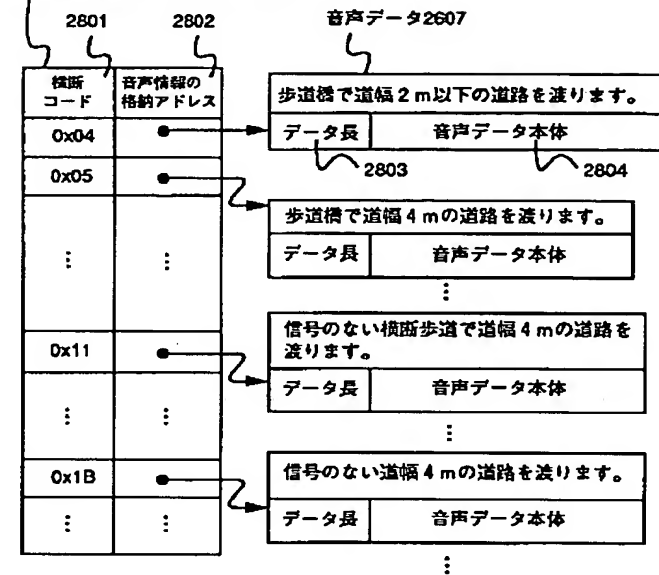 2801
2802
音声データ2607
横断
コード
音声情報の
格納アドレス
0x04
歩道橋で道幅2m以下の道路を渡ります。
データ長
音声データ本体
2803
2804
0x05
歩道橋で道幅4mの道路を渡ります。
データ長
音声データ本体
⋮
⋮
⋮
0x11
信号のない横断歩道で道幅4mの道路を
渡ります。
データ長
音声データ本体
⋮
⋮
⋮
0x1B
信号のない道幅4mの道路を渡ります。
データ長
音声データ本体
⋮
⋮
⋮